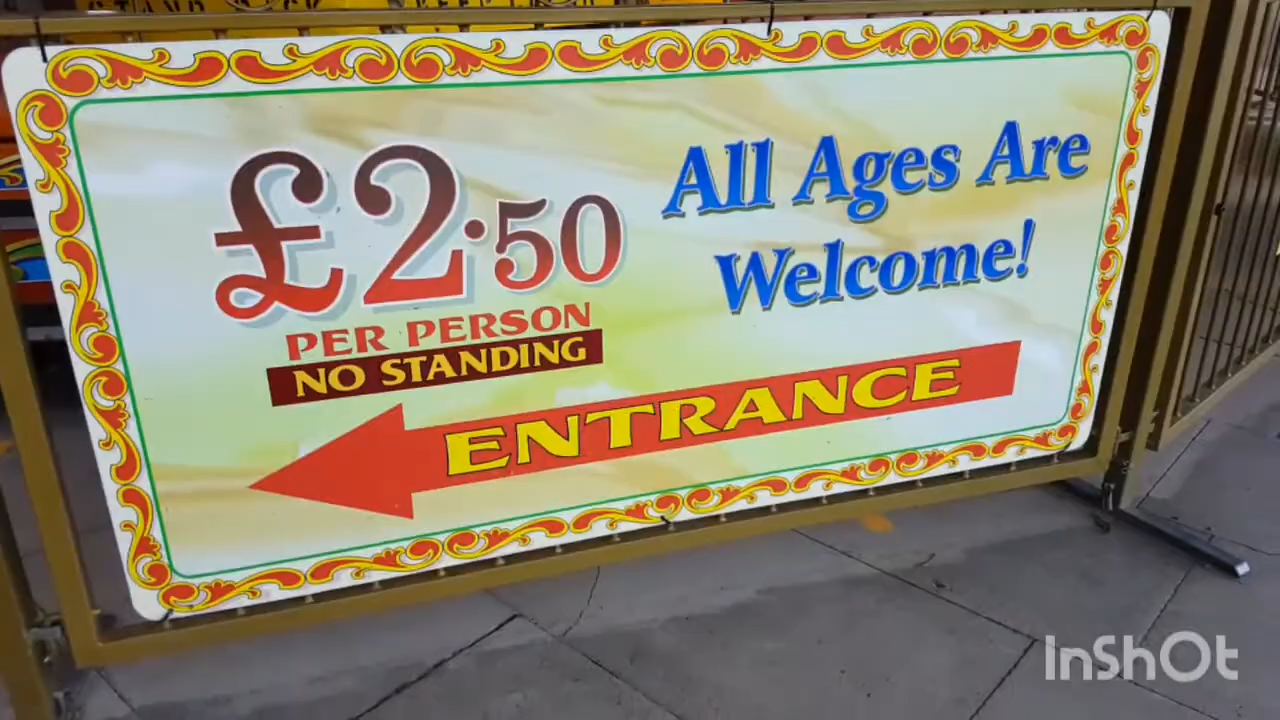 £2.50
PER PERSON
NO STANDING
All Ages Are
Welcome!
ENTRANCE
InShOt